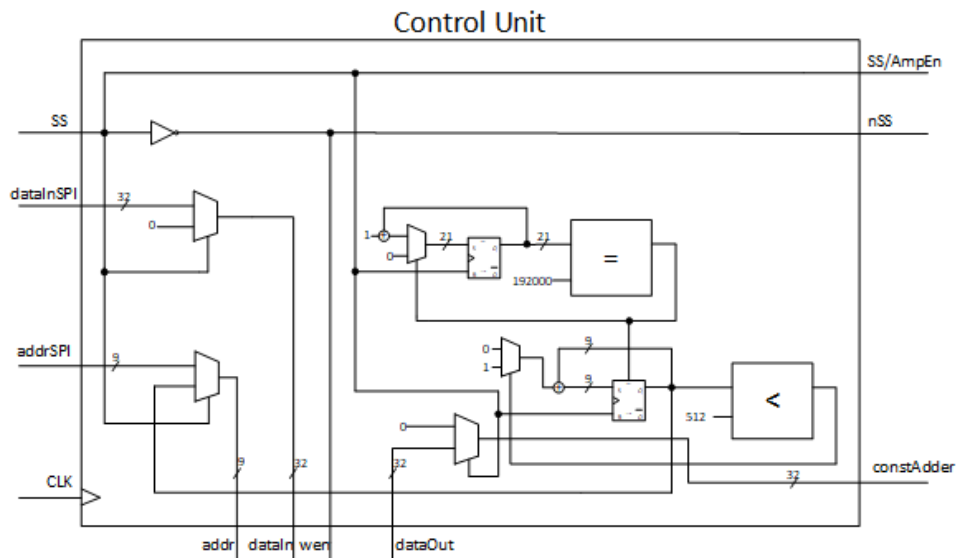 Control Unit
SS/AmpEn
SS
nSS
dataInSPI
32
0
1
+
21
21
0
=
192000
addrSPI
9
0
9
1
9
+
<
512
0
9
32
32
32
constAdder
CLK
addr
dataIn
wen
dataOut